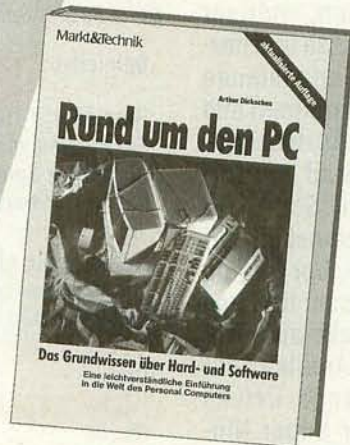 Markt&Technik
aktualisierte Auflage
Arthur Dickschus
Rund um den PC
Das Grundwissen über Hard- und Software
Eine leichtverständliche Einführung
in die Welt des Personal Computers